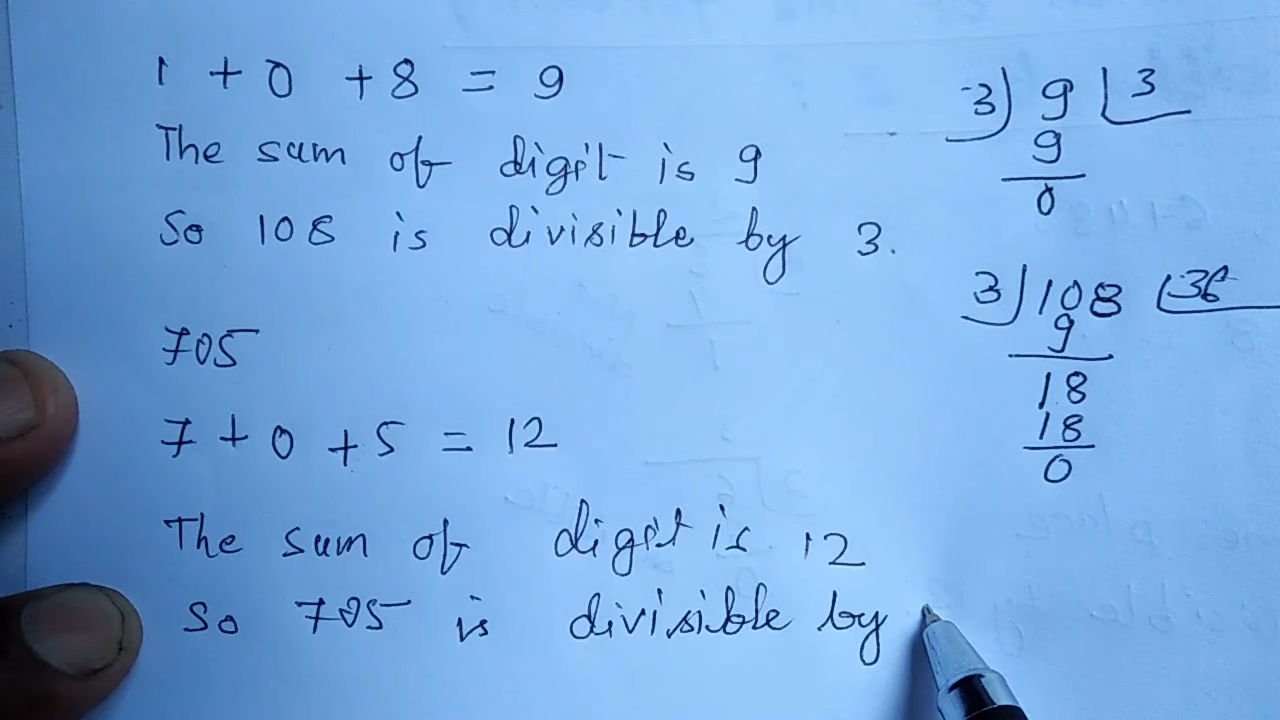 1 + 0 + 8 = 9
The sum of digit is 9
So 108 is divisible by 3.
705
7 + 0 + 5 = 12
The sum of digit is 12
So 705 is divisible by
3) 9 ( 3
9
0
3) 108 ( 36
9
18
18
0